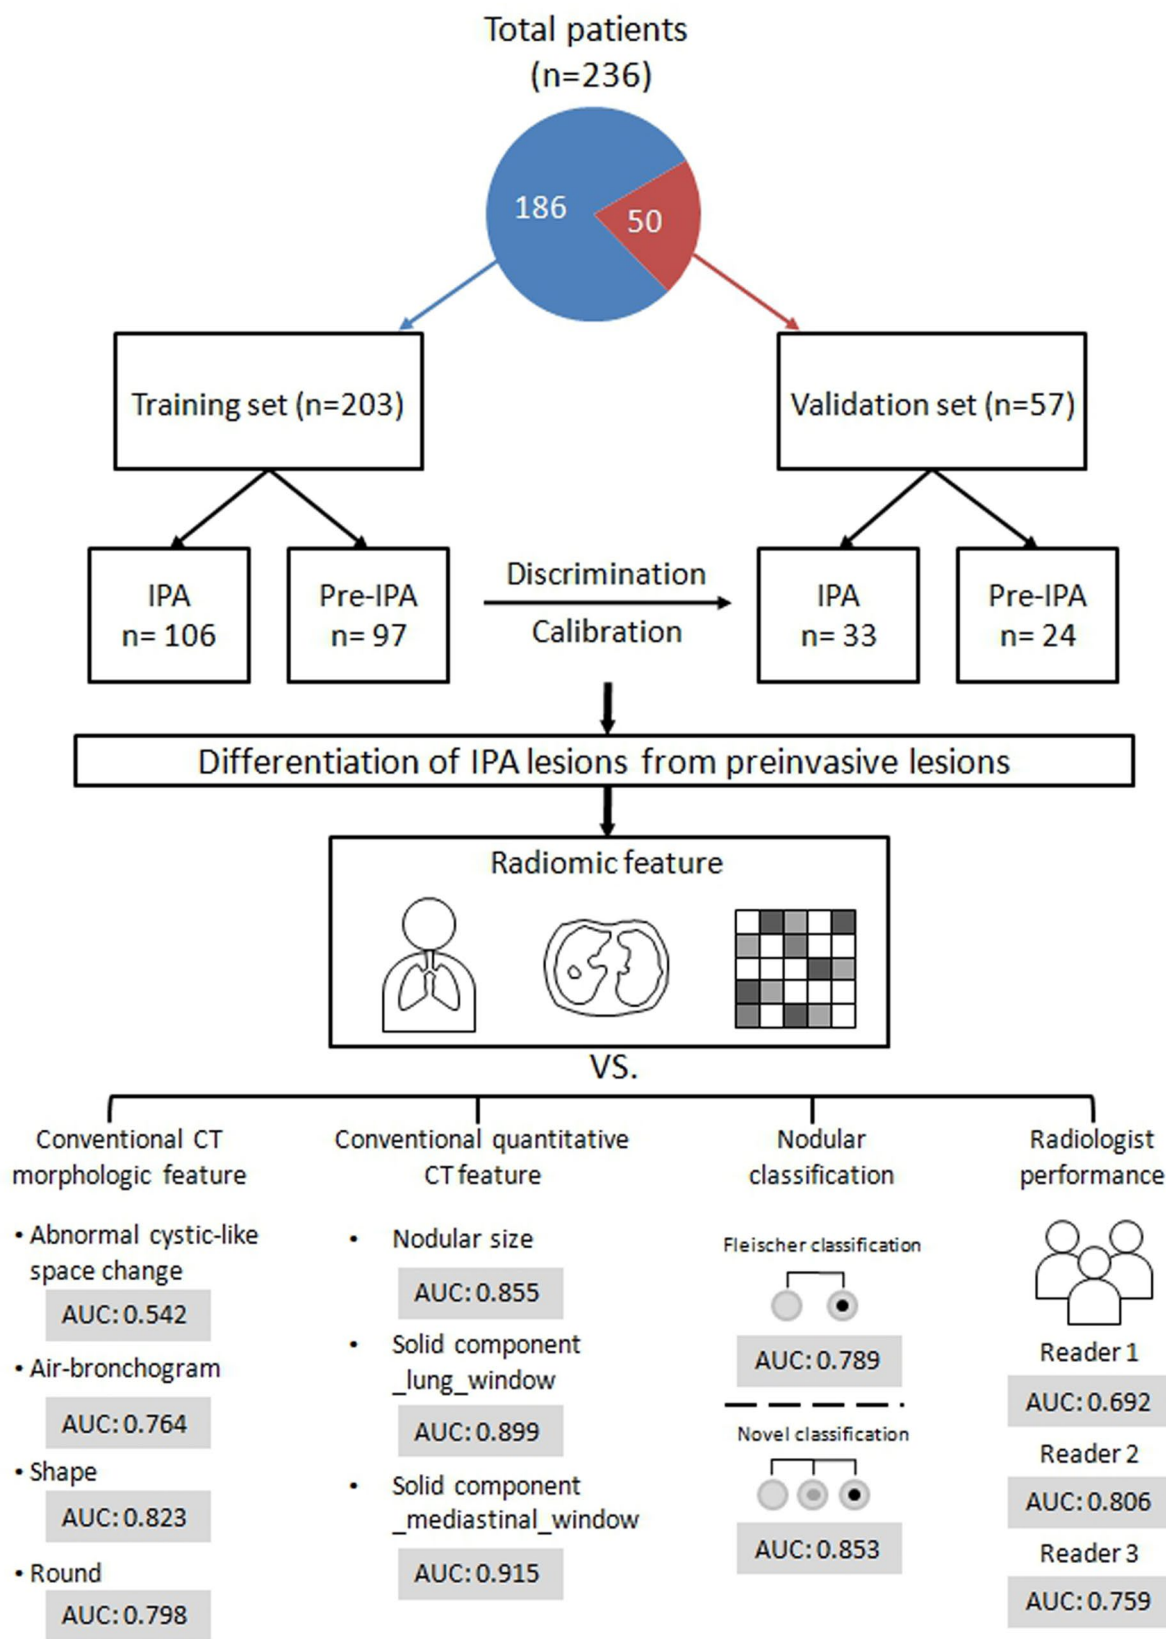 Total patients
(n=236)
186
50
Training set (n=203)
Validation set (n=57)
IPA
n= 106
Pre-IPA
n= 97
Discrimination
Calibration
IPA
n= 33
Pre-IPA
n= 24
Differentiation of IPA lesions from preinvasive lesions
Radiomic feature
VS.
Conventional CT
morphologic feature
• Abnormal cystic-like
space change
AUC: 0.542
• Air-bronchogram
AUC: 0.764
• Shape
AUC: 0.823
• Round
AUC: 0.798
Conventional quantitative
CT feature
• Nodular size
AUC: 0.855
• Solid component
_lung_window
AUC: 0.899
• Solid component
_mediastinal_window
AUC: 0.915
Nodular
classification
Fleischer classification
AUC: 0.789
Novel classification
AUC: 0.853
Radiologist
performance
Reader 1
AUC: 0.692
Reader 2
AUC: 0.806
Reader 3
AUC: 0.759